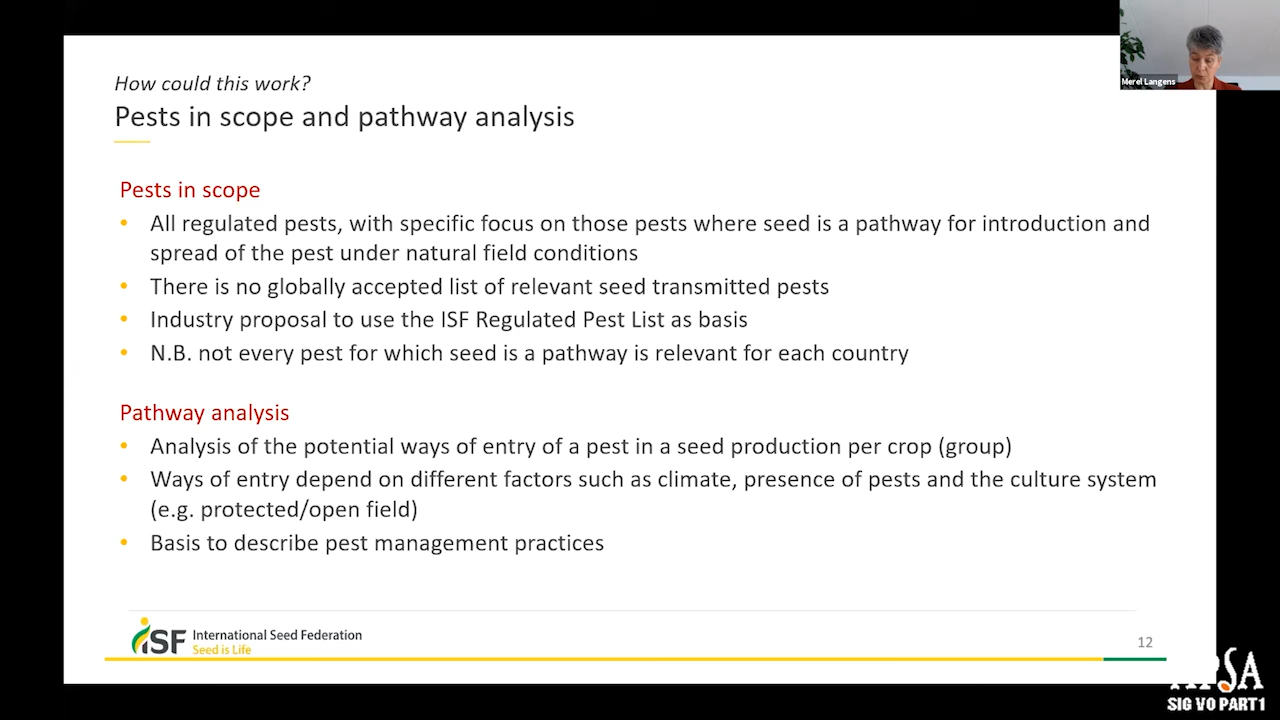 Merel Langens
How could this work?
Pests in scope and pathway analysis
Pests in scope
• All regulated pests, with specific focus on those pests where seed is a pathway for introduction and
spread of the pest under natural field conditions
• There is no globally accepted list of relevant seed transmitted pests
• Industry proposal to use the ISF Regulated Pest List as basis
• N.B. not every pest for which seed is a pathway is relevant for each country
Pathway analysis
• Analysis of the potential ways of entry of a pest in a seed production per crop (group)
• Ways of entry depend on different factors such as climate, presence of pests and the culture system
(e.g. protected/open field)
• Basis to describe pest management practices
iSF International Seed Federation
Seed is Life
12
APSA
SIG VO PART1